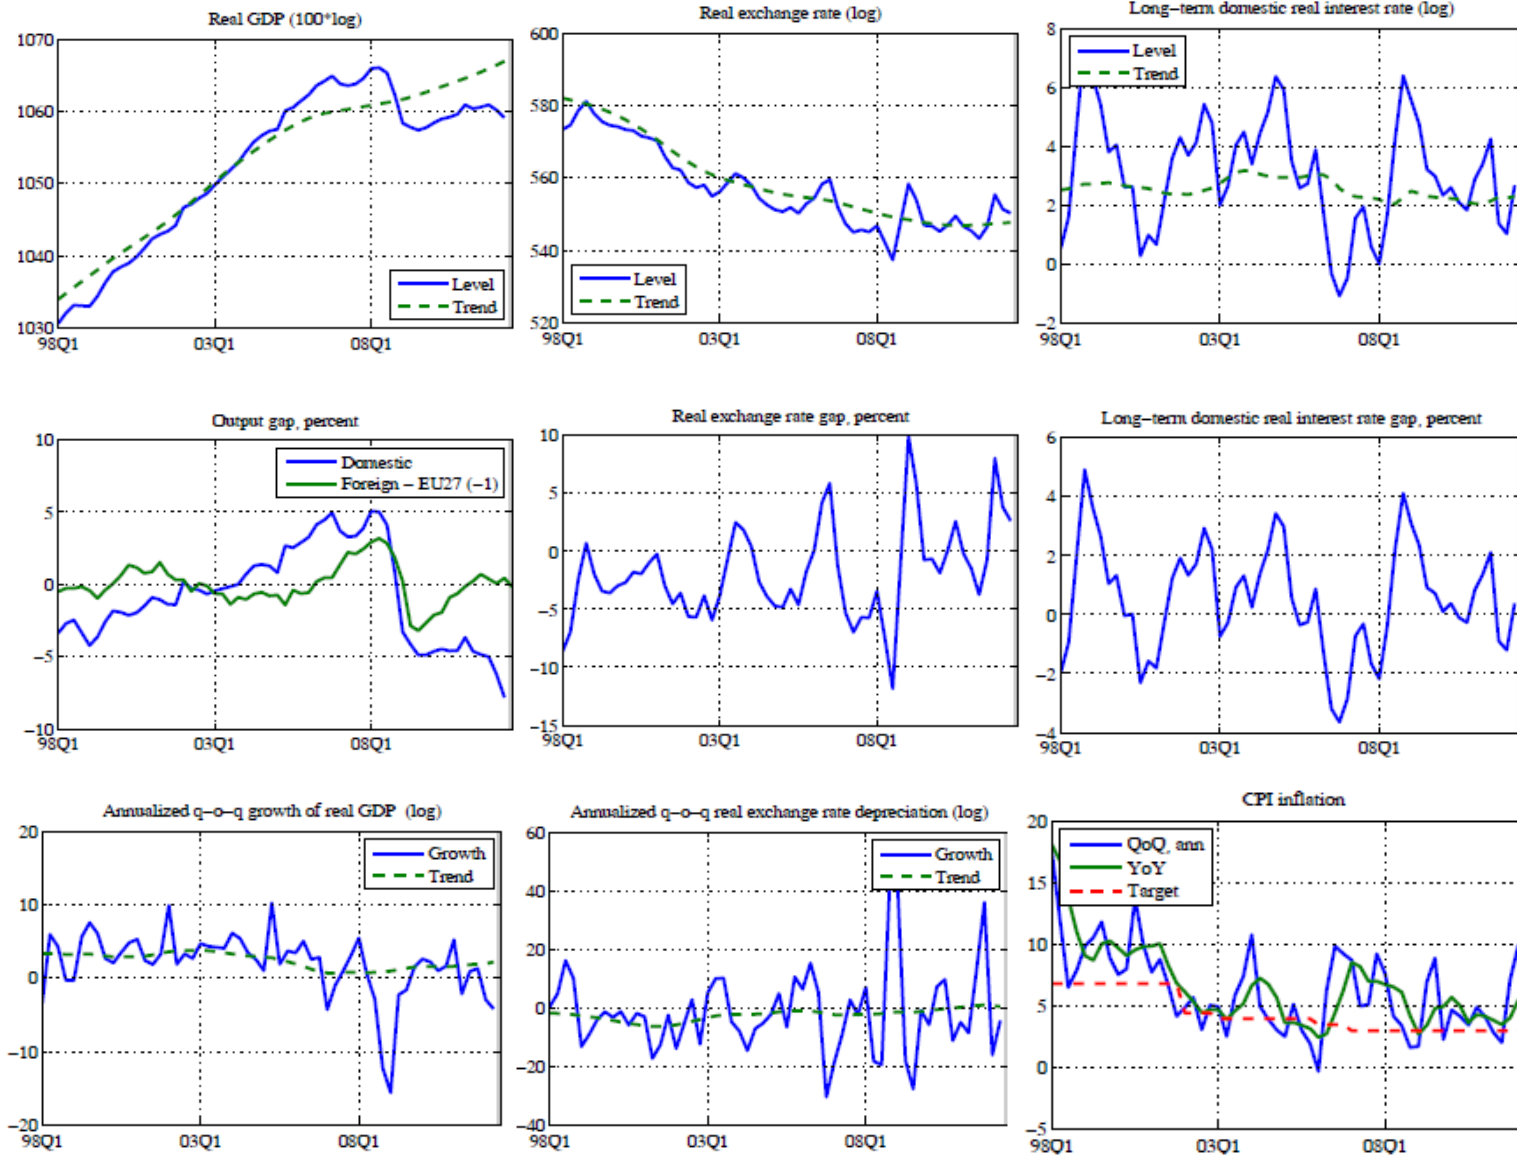 Real GDP (100*log)
1070
1060
1050
1040
1030
98Q1
03Q1
08Q1
Level
Trend
Real exchange rate (log)
600
580
560
540
520
98Q1
03Q1
08Q1
Level
Trend
Long-term domestic real interest rate (log)
8
6
4
2
0
-2
98Q1
03Q1
08Q1
Level
Trend
Output gap, percent
10
5
0
-5
-10
98Q1
03Q1
08Q1
Domestic
Foreign - EU27 (-1)
Real exchange rate gap, percent
10
5
0
-5
-10
-15
98Q1
03Q1
08Q1
Long-term domestic real interest rate gap, percent
6
4
2
0
-2
-4
98Q1
03Q1
08Q1
Annualized q-o-q growth of real GDP (log)
20
10
0
-10
-20
98Q1
03Q1
08Q1
Growth
Trend
Annualized q-o-q real exchange rate depreciation (log)
60
40
20
0
-20
-40
98Q1
03Q1
08Q1
Growth
Trend
CPI inflation
20
15
10
5
0
-5
98Q1
03Q1
08Q1
QoQ, ann
YoY
Target